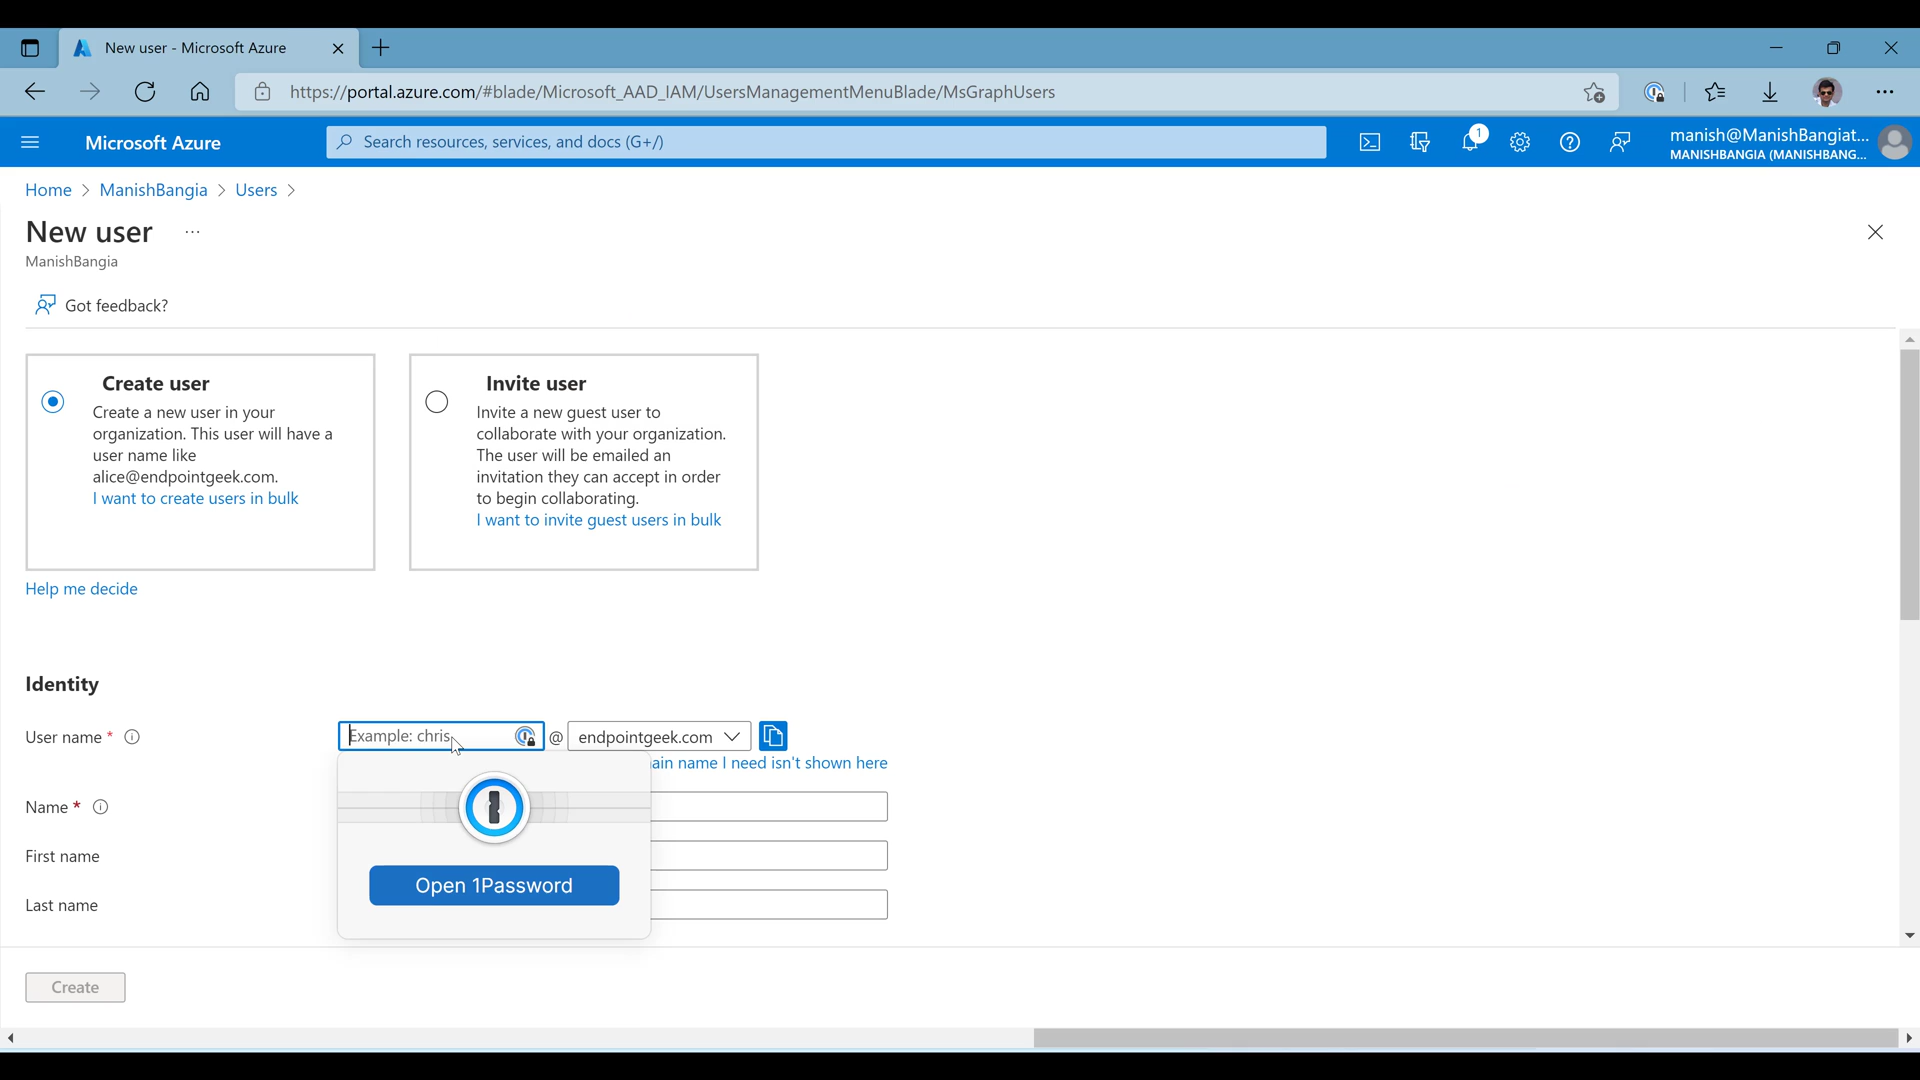 New user - Microsoft Azure
https://portal.azure.com/#blade/Microsoft_AAD_IAM/UsersManagementMenuBlade/MsGraphUsers
Microsoft Azure
Search resources, services, and docs (G+/)
1
manish@ManishBangiat...
MANISHBANGIA (MANISHBANG...
Home > ManishBangia > Users >
New user ...
ManishBangia
Got feedback?
Create user
Create a new user in your
organization. This user will have a
user name like
alice@endpointgeek.com.
I want to create users in bulk
Invite user
Invite a new guest user to
collaborate with your organization.
The user will be emailed an
invitation they can accept in order
to begin collaborating.
I want to invite guest users in bulk
Help me decide
Identity
User name *
Example: chris
@
endpointgeek.com
name I need isn't shown here
Name *
First name
Open 1Password
Last name
Create